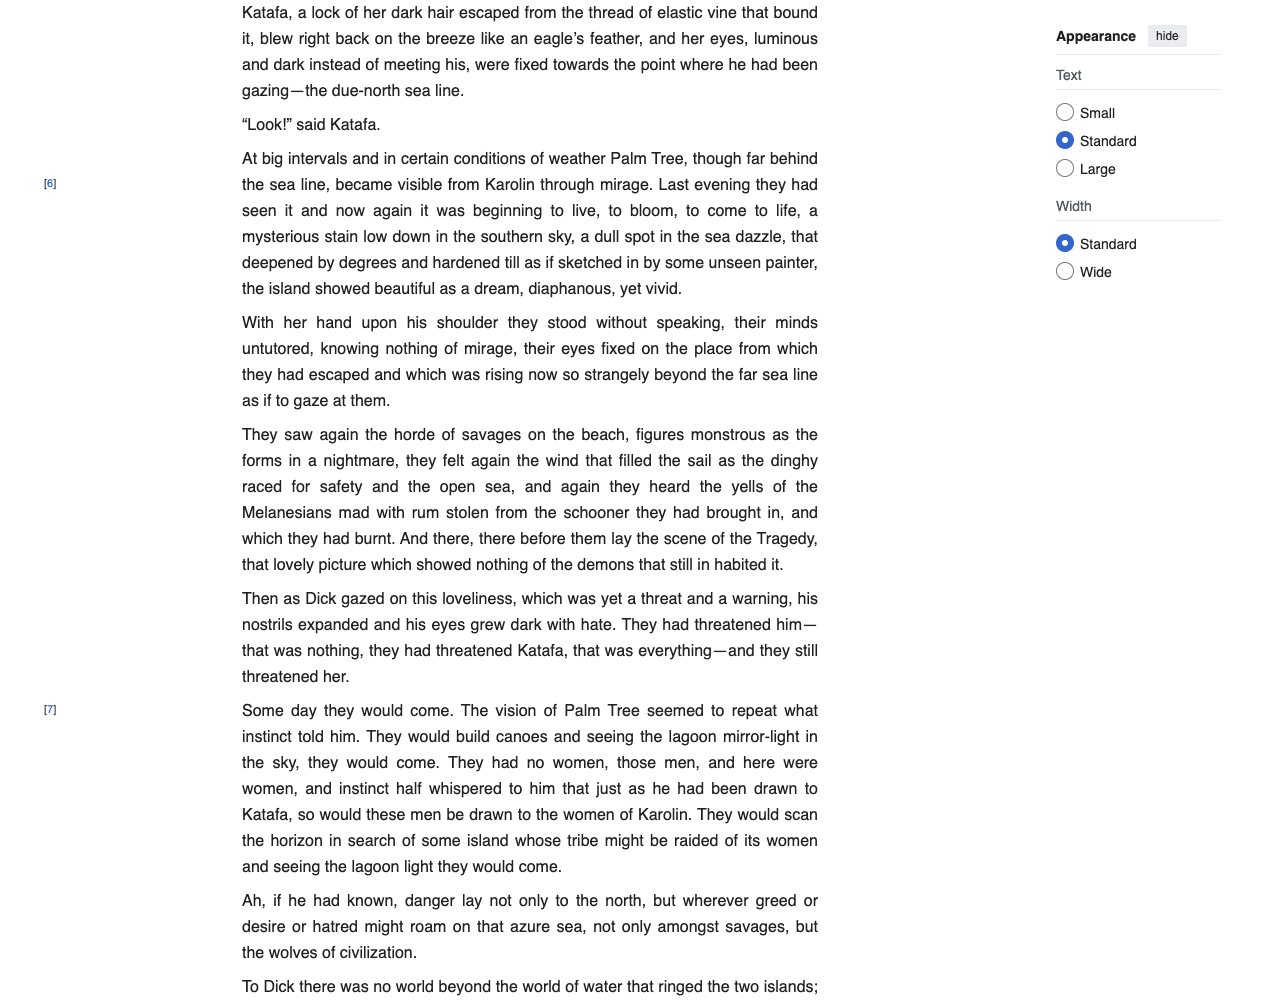 Katafa, a lock of her dark hair escaped from the thread of elastic vine that bound
it, blew right back on the breeze like an eagle’s feather, and her eyes, luminous
and dark instead of meeting his, were fixed towards the point where he had been
gazing—the due-north sea line.
“Look!” said Katafa.
At big intervals and in certain conditions of weather Palm Tree, though far behind
[6]
the sea line, became visible from Karolin through mirage. Last evening they had
seen it and now again it was beginning to live, to bloom, to come to life, a
mysterious stain low down in the southern sky, a dull spot in the sea dazzle, that
deepened by degrees and hardened till as if sketched in by some unseen painter,
the island showed beautiful as a dream, diaphanous, yet vivid.
With her hand upon his shoulder they stood without speaking, their minds
untutored, knowing nothing of mirage, their eyes fixed on the place from which
they had escaped and which was rising now so strangely beyond the far sea line
as if to gaze at them.
They saw again the horde of savages on the beach, figures monstrous as the
forms in a nightmare, they felt again the wind that filled the sail as the dinghy
raced for safety and the open sea, and again they heard the yells of the
Melanesians mad with rum stolen from the schooner they had brought in, and
which they had burnt. And there, there before them lay the scene of the Tragedy,
that lovely picture which showed nothing of the demons that still in habited it.
Then as Dick gazed on this loveliness, which was yet a threat and a warning, his
nostrils expanded and his eyes grew dark with hate. They had threatened him—
that was nothing, they had threatened Katafa, that was everything—and they still
threatened her.
[7]
Some day they would come. The vision of Palm Tree seemed to repeat what
instinct told him. They would build canoes and seeing the lagoon mirror-light in
the sky, they would come. They had no women, those men, and here were
women, and instinct half whispered to him that just as he had been drawn to
Katafa, so would these men be drawn to the women of Karolin. They would scan
the horizon in search of some island whose tribe might be raided of its women
and seeing the lagoon light they would come.
Ah, if he had known, danger lay not only to the north, but wherever greed or
desire or hatred might roam on that azure sea, not only amongst savages, but
the wolves of civilization.
To Dick there was no world beyond the world of water that ringed the two islands;
Appearance hide
Text
Small
Standard
Large
Width
Standard
Wide